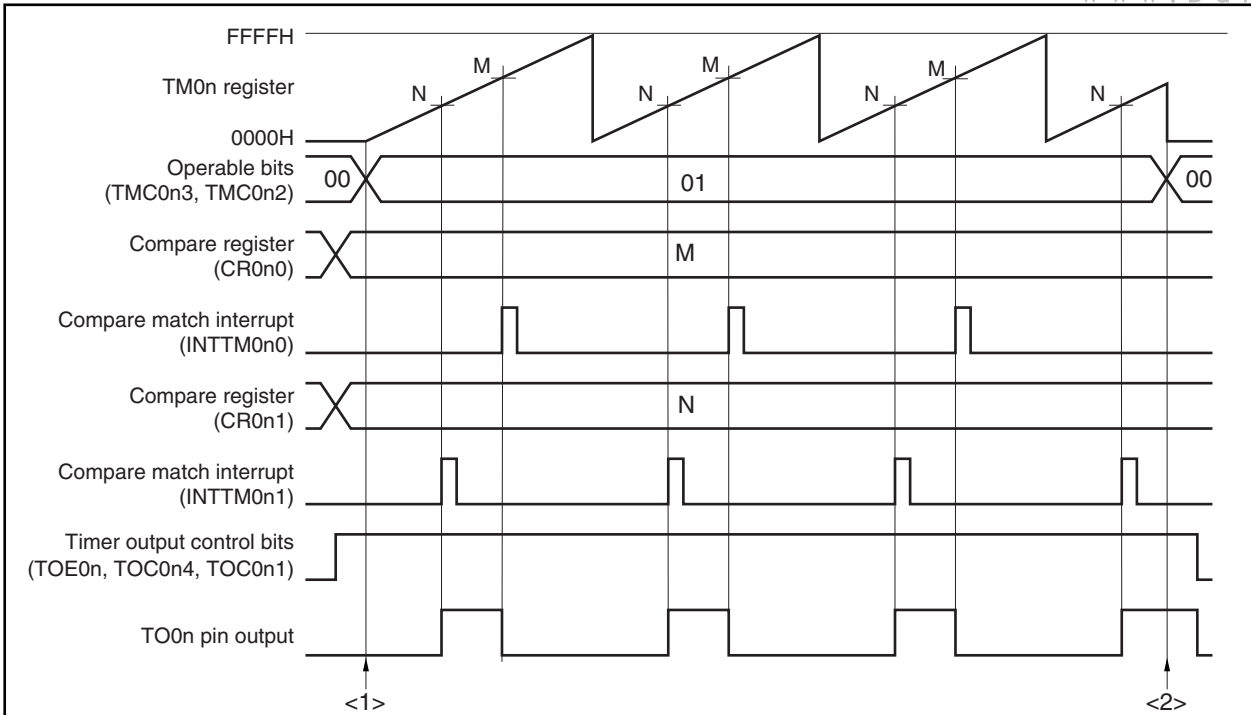 FFFFH
TM0n register
0000H
N M N M N M N
Operable bits
(TMC0n3, TMC0n2)
00 01 00
Compare register
(CR0n0)
M
Compare match interrupt
(INTTM0n0)
Compare register
(CR0n1)
N
Compare match interrupt
(INTTM0n1)
Timer output control bits
(TOE0n, TOC0n4, TOC0n1)
TO0n pin output
<1> <2>